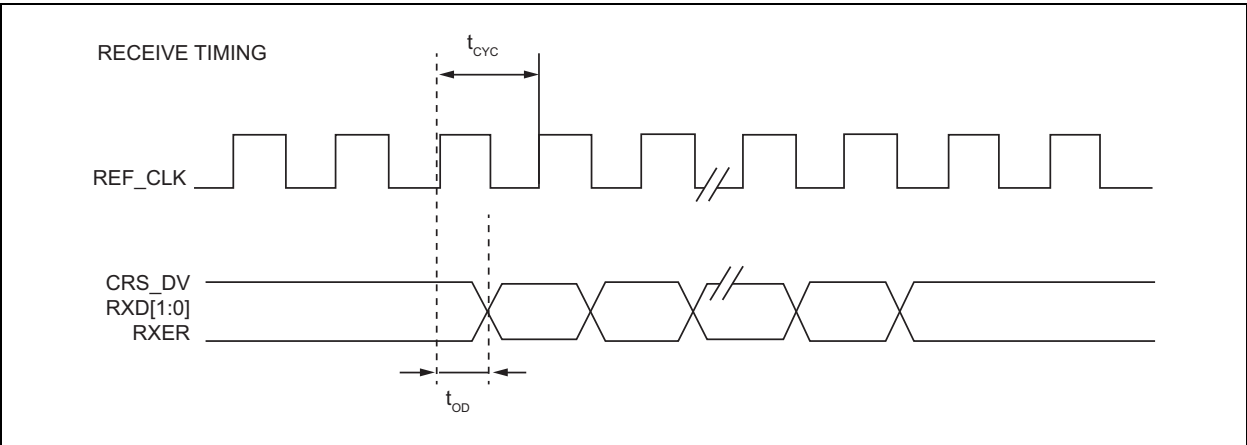 RECEIVE TIMING
tCYC
REF_CLK
CRS_DV
RXD[1:0]
RXER
tOD